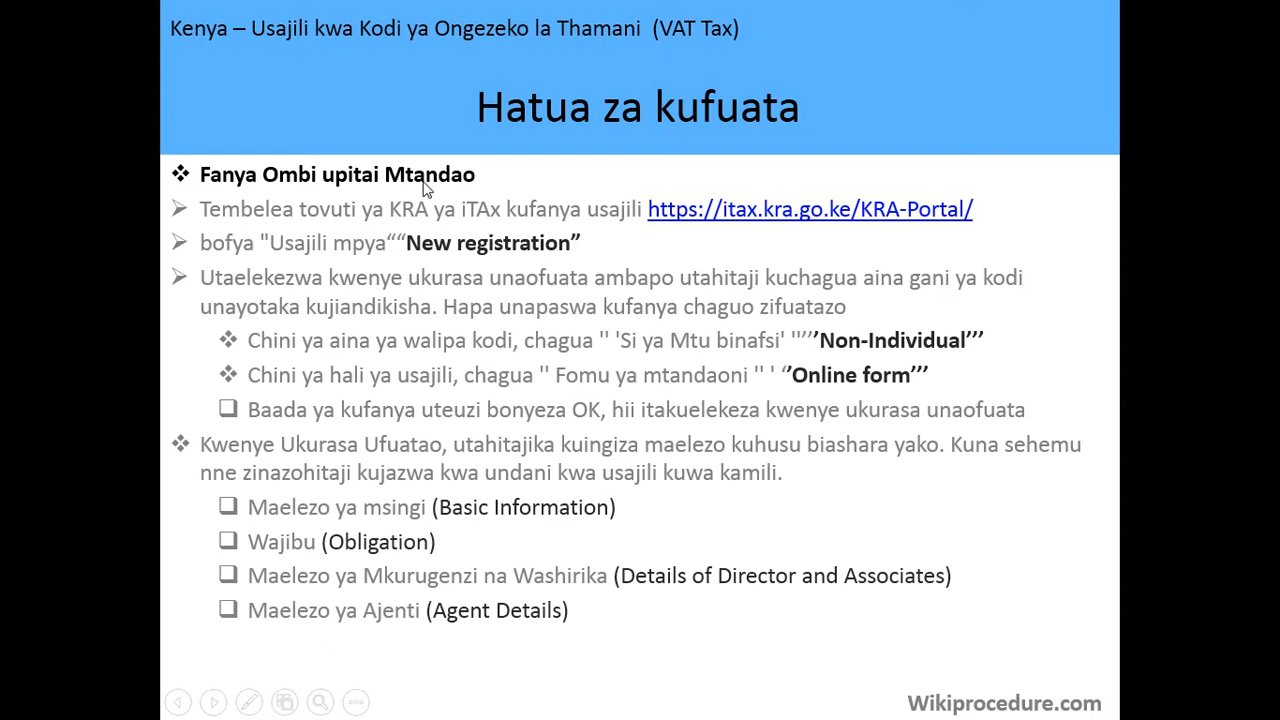 Kenya – Usajili kwa Kodi ya Ongezeko la Thamani (VAT Tax)
Hatua za kufuata
Fanya Ombi upitai Mtandao
Tembelea tovuti ya KRA ya iTAx kufanya usajili https://itax.kra.go.ke/KRA-Portal/
bofya "Usajili mpya““New registration”
Utaelekezwa kwenye ukurasa unaofuata ambapo utahitaji kuchagua aina gani ya kodi
unayotaka kujiandikisha. Hapa unapaswa kufanya chaguo zifuatazo
Chini ya aina ya walipa kodi, chagua '' 'Si ya Mtu binafsi' ''’’’Non-Individual’’’
Chini ya hali ya usajili, chagua '' Fomu ya mtandaoni '' ' ‘’Online form’’’
Baada ya kufanya uteuzi bonyeza OK, hii itakuelekeza kwenye ukurasa unaofuata
Kwenye Ukurasa Ufuatao, utahitajika kuingiza maelezo kuhusu biashara yako. Kuna sehemu
nne zinazohitaji kujazwa kwa undani kwa usajili kuwa kamili.
Maelezo ya msingi (Basic Information)
Wajibu (Obligation)
Maelezo ya Mkurugenzi na Washirika (Details of Director and Associates)
Maelezo ya Ajenti (Agent Details)
Wikiprocedure.com